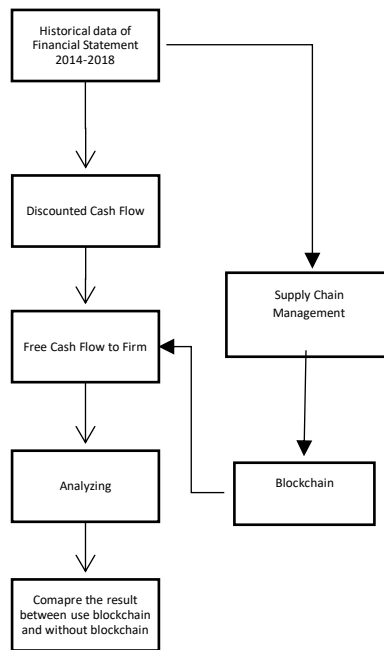 Historical data of
Financial Statement
2014-2018
Discounted Cash Flow
Supply Chain
Management
Free Cash Flow to Firm
Analyzing
Blockchain
Comapre the result
between use blockchain
and without blockchain